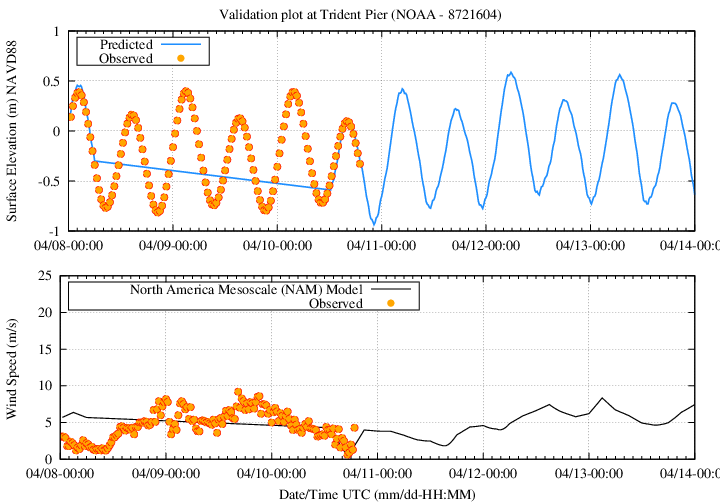 Validation plot at Trident Pier (NOAA - 8721604)
Surface Elevation (m) NAVD88
1
0.5
0
-0.5
-1
Predicted
Observed
04/08-00:00 04/09-00:00 04/10-00:00 04/11-00:00 04/12-00:00 04/13-00:00 04/14-00:00
Wind Speed (m/s)
25
20
15
10
5
0
North America Mesoscale (NAM) Model
Observed
04/08-00:00 04/09-00:00 04/10-00:00 04/11-00:00 04/12-00:00 04/13-00:00 04/14-00:00
Date/Time UTC (mm/dd-HH:MM)